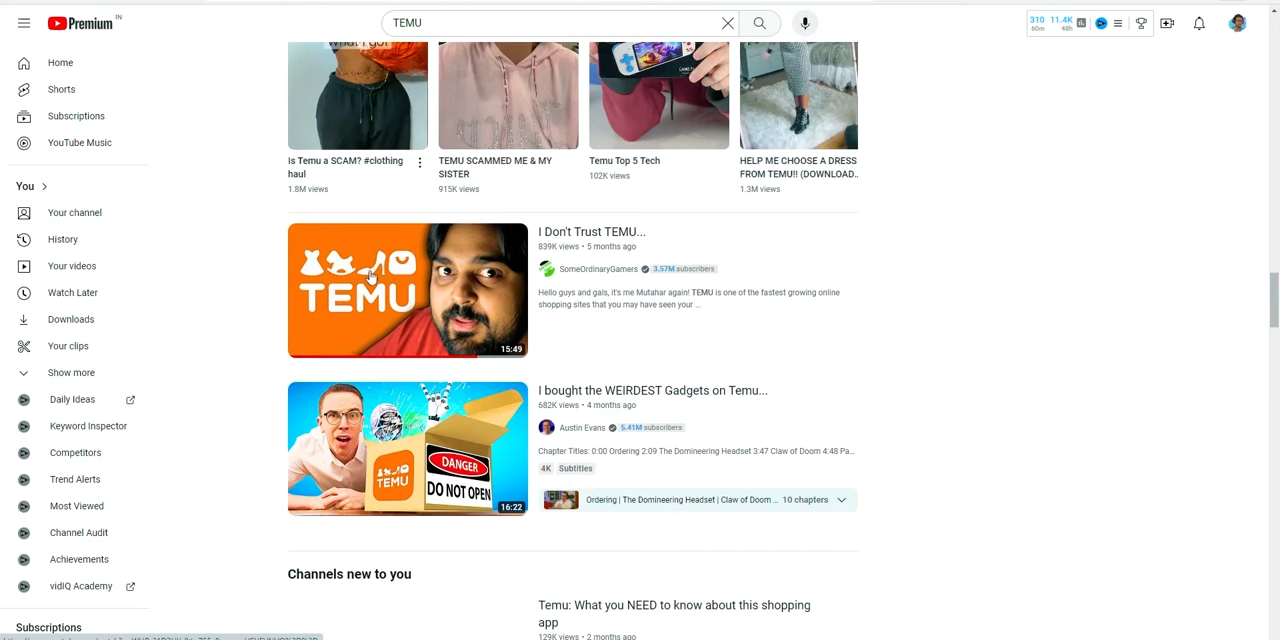 Premium IN
TEMU
310 11.4K
60m 48h
Home
Shorts
Subscriptions
YouTube Music
You
Your channel
History
Your videos
Watch Later
Downloads
Your clips
Show more
Daily Ideas
Keyword Inspector
Competitors
Trend Alerts
Most Viewed
Channel Audit
Achievements
vidIQ Academy
Subscriptions
What I got
Is Temu a SCAM? #clothing
haul
1.8M views
TEMU SCAMMED ME & MY
SISTER
915K views
Temu Top 5 Tech
102K views
HELP ME CHOOSE A DRESS
FROM TEMU!! (DOWNLOAD..
1.3M views
TEMU
15:49
I Don't Trust TEMU...
839K views • 5 months ago
SomeOrdinaryGamers 3.57M subscribers
Hello guys and gals, it's me Mutahar again! TEMU is one of the fastest growing online
shopping sites that you may have seen your ...
TEMU
DANGER
DO NOT OPEN
16:22
I bought the WEIRDEST Gadgets on Temu...
682K views • 4 months ago
Austin Evans 5.41M subscribers
Chapter Titles: 0:00 Ordering 2:09 The Domineering Headset 3:47 Claw of Doom 4:48 Pa...
4K Subtitles
Ordering | The Domineering Headset | Claw of Doom ... 10 chapters
Channels new to you
Temu: What you NEED to know about this shopping
app
129K views • 2 months ago